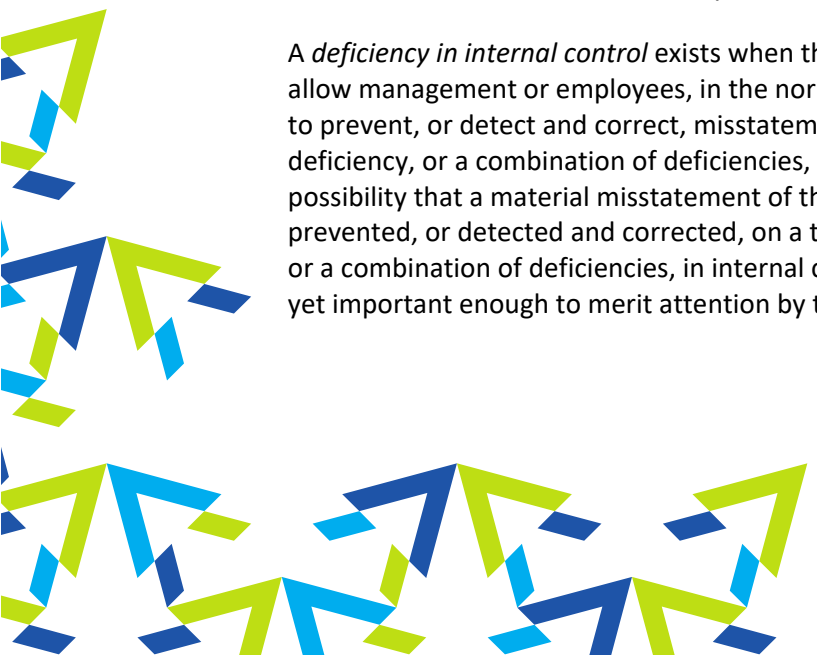 A deficiency in internal control exists when th
allow management or employees, in the nor
to prevent, or detect and correct, misstatem
deficiency, or a combination of deficiencies,
possibility that a material misstatement of th
prevented, or detected and corrected, on a t
or a combination of deficiencies, in internal
yet important enough to merit attention by t